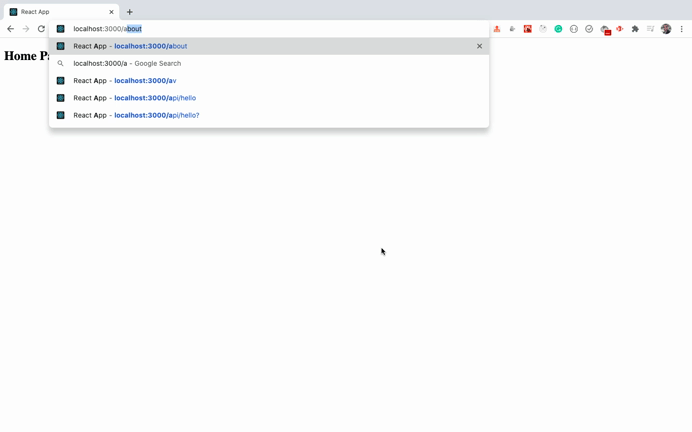 React App
localhost:3000/about
React App - localhost:3000/about
localhost:3000/a - Google Search
React App - localhost:3000/av
React App - localhost:3000/api/hello
React App - localhost:3000/api/hello?
Home